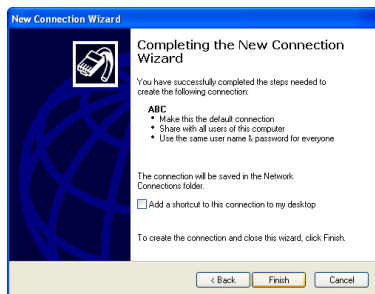 New Connection Wizard
Completing the New Connection
Wizard
You have successfully completed the steps needed to
create the following connection:
ABC
• Make this the default connection
• Share with all users of this computer
• Use the same user name & password for everyone
The connection will be saved in the Network
Connections folder.
Add a shortcut to this connection to my desktop
To create the connection and close this wizard, click Finish.
< Back
Finish
Cancel